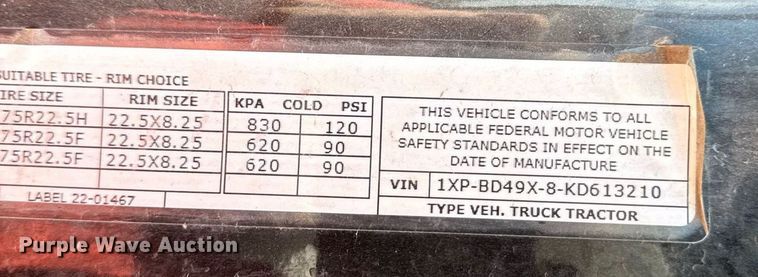 SUITABLE TIRE - RIM CHOICE
TIRE SIZE RIM SIZE KPA COLD PSI
75R22.5H 22.5X8.25 830 120
75R22.5F 22.5X8.25 620 90
75R22.5F 22.5X8.25 620 90
LABEL 22-01467
THIS VEHICLE CONFORMS TO ALL
APPLICABLE FEDERAL MOTOR VEHICLE
SAFETY STANDARDS IN EFFECT ON THE
DATE OF MANUFACTURE
VIN 1XP-BD49X-8-KD613210
TYPE VEH. TRUCK TRACTOR
Purple Wave Auction